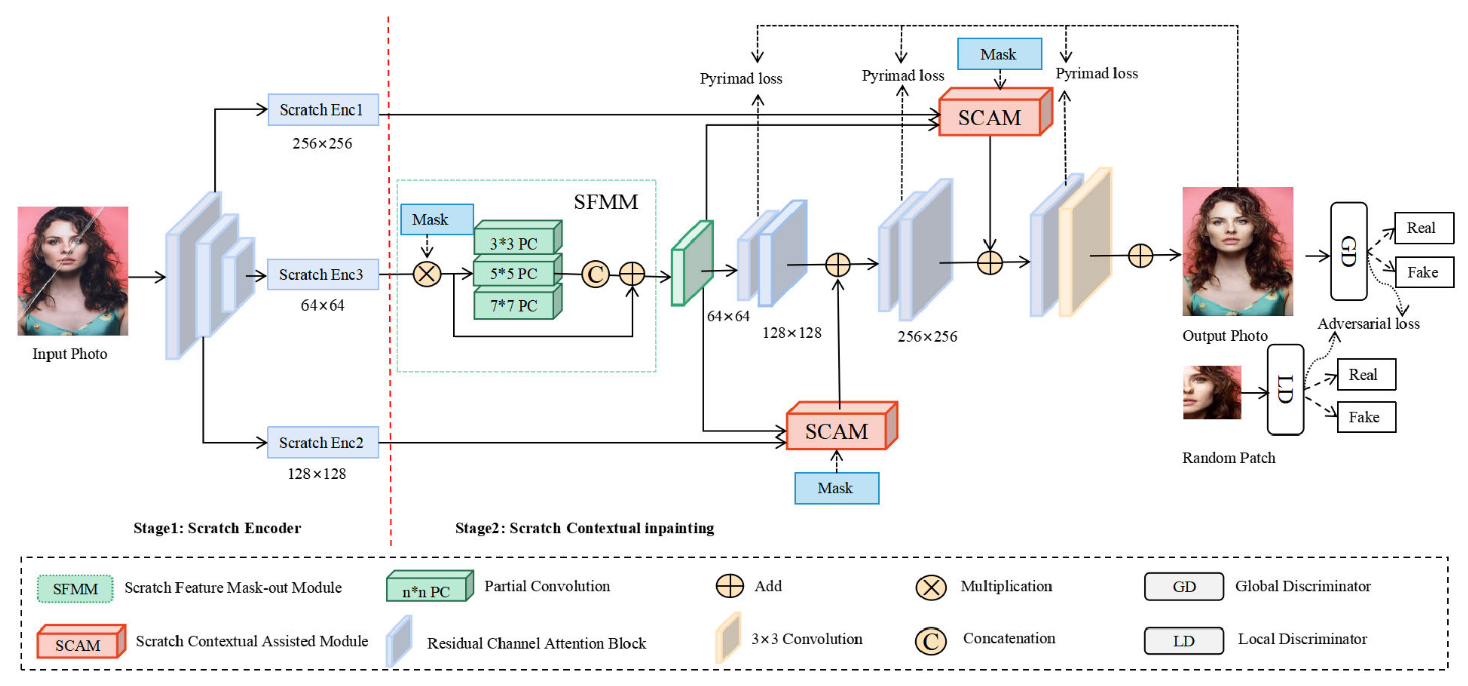 Pyrimad loss
Pyrimad loss
Mask
Pyrimad loss
Scratch Enc1
256×256
SCAM
SFMM
Mask
3*3 PC
5*5 PC
7*7 PC
C
Scratch Enc3
64×64
64×64
128×128
256×256
Input Photo
Output Photo
GD
Real
Fake
Adversarial loss
LD
Real
Fake
Random Patch
Scratch Enc2
128×128
SCAM
Mask
Stage1: Scratch Encoder
Stage2: Scratch Contextual inpainting
SFMM Scratch Feature Mask-out Module
n*n PC Partial Convolution
Add
Multiplication
GD Global Discriminator
SCAM Scratch Contextual Assisted Module
Residual Channel Attention Block
3×3 Convolution
C Concatenation
LD Local Discriminator